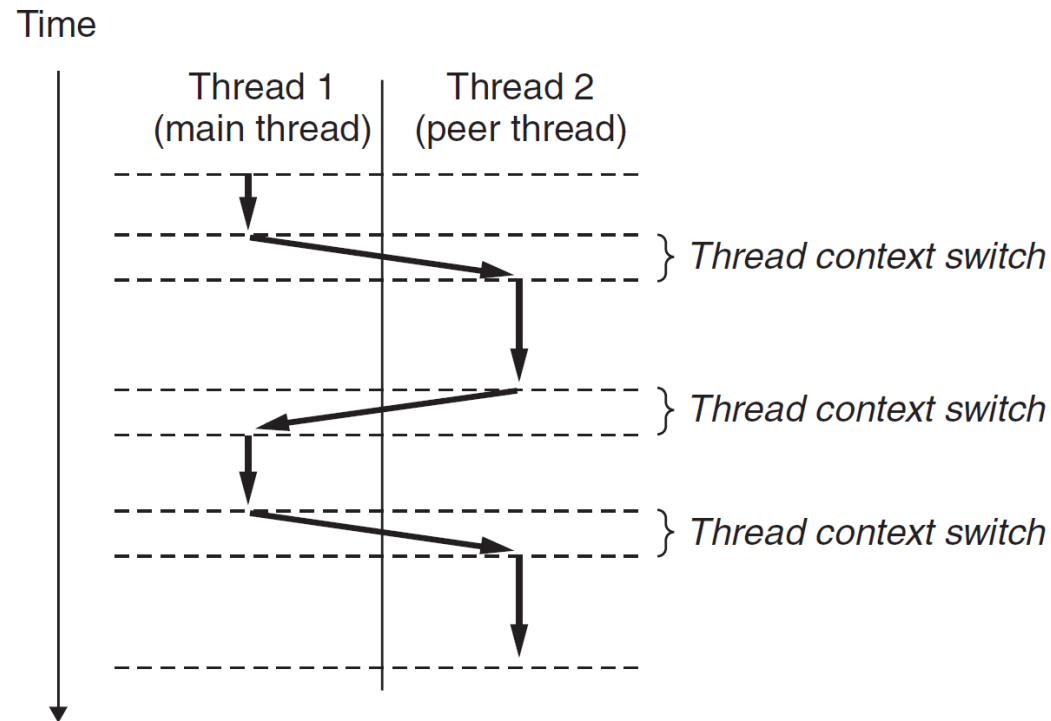 Time
Thread 1
(main thread)
Thread 2
(peer thread)
Thread context switch
Thread context switch
Thread context switch